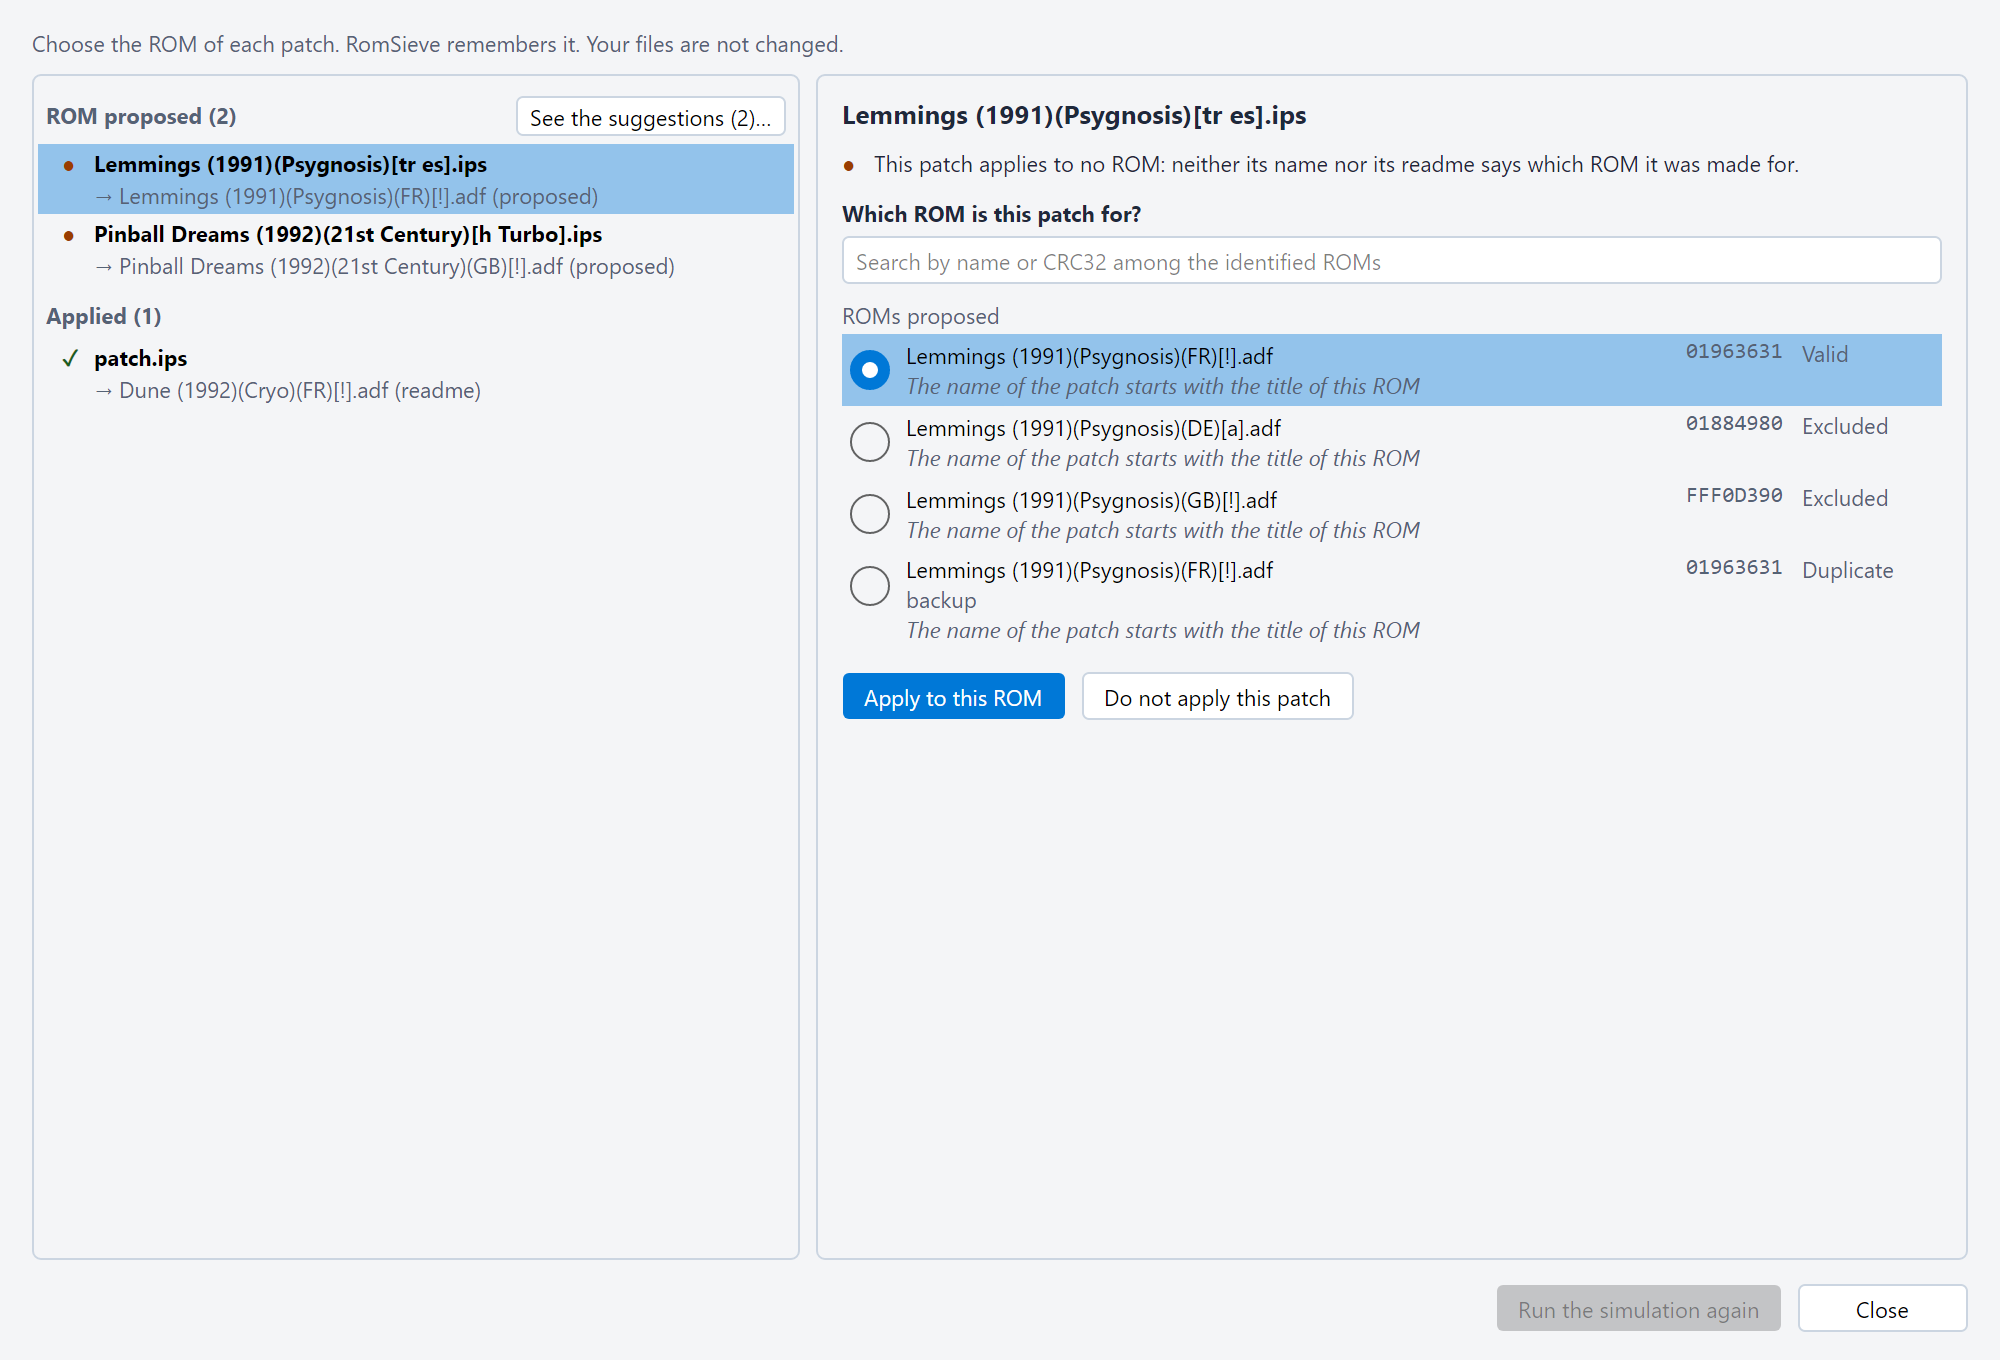 Choose the ROM of each patch. RomSieve remembers it. Your files are not changed.
ROM proposed (2)
See the suggestions (2)...
Lemmings (1991)(Psygnosis)[tr es].ips
→ Lemmings (1991)(Psygnosis)(FR)[!].adf (proposed)
Pinball Dreams (1992)(21st Century)[h Turbo].ips
→ Pinball Dreams (1992)(21st Century)(GB)[!].adf (proposed)
Applied (1)
✓ patch.ips
→ Dune (1992)(Cryo)(FR)[!].adf (readme)
Lemmings (1991)(Psygnosis)[tr es].ips
This patch applies to no ROM: neither its name nor its readme says which ROM it was made for.
Which ROM is this patch for?
Search by name or CRC32 among the identified ROMs
ROMs proposed
Lemmings (1991)(Psygnosis)(FR)[!].adf 01963631 Valid
The name of the patch starts with the title of this ROM
Lemmings (1991)(Psygnosis)(DE)[a].adf 01884980 Excluded
The name of the patch starts with the title of this ROM
Lemmings (1991)(Psygnosis)(GB)[!].adf FFF0D390 Excluded
The name of the patch starts with the title of this ROM
Lemmings (1991)(Psygnosis)(FR)[!].adf 01963631 Duplicate
backup
The name of the patch starts with the title of this ROM
Apply to this ROM
Do not apply this patch
Run the simulation again
Close